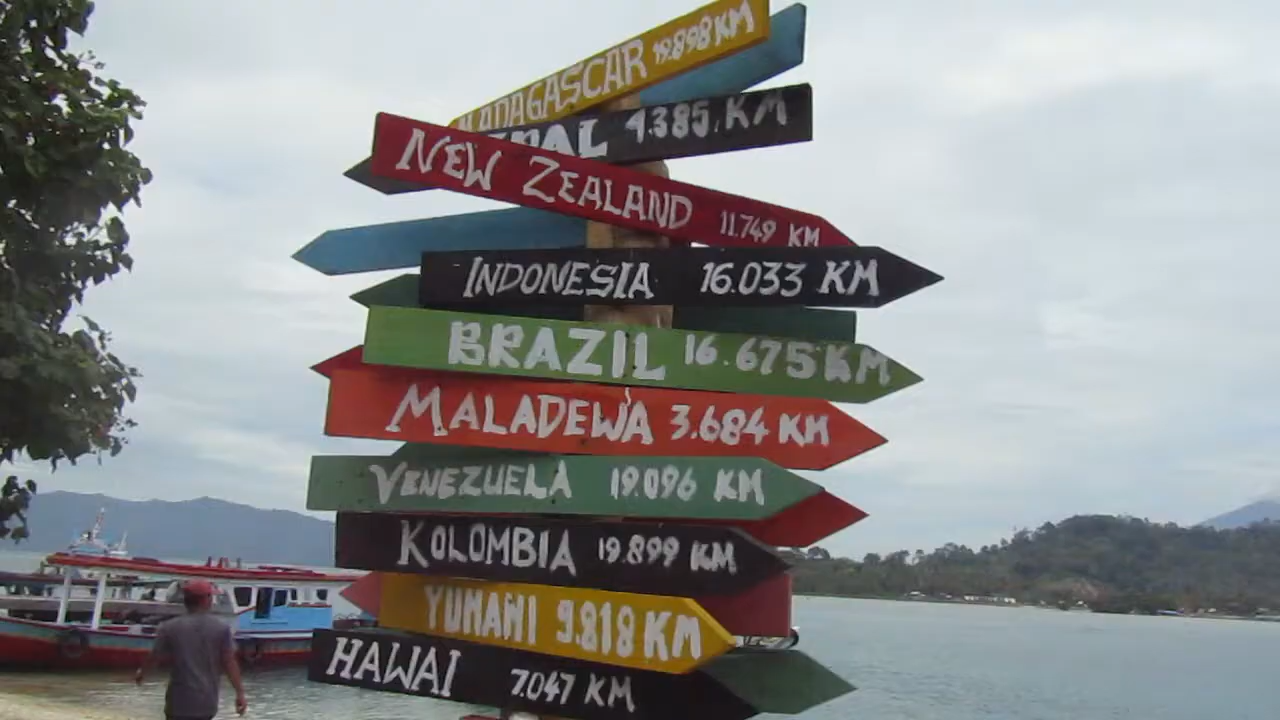 MADAGASCAR 19.898 KM
4.385 KM
NEW ZEALAND 11.749 KM
INDONESIA 16.033 KM
BRAZIL 16.675 KM
MALADEWA 3.684 KM
VENEZUELA 19.096 KM
KOLOMBIA 19.899 KM
YUNANI 9.818 KM
HAWAI 7.047 KM